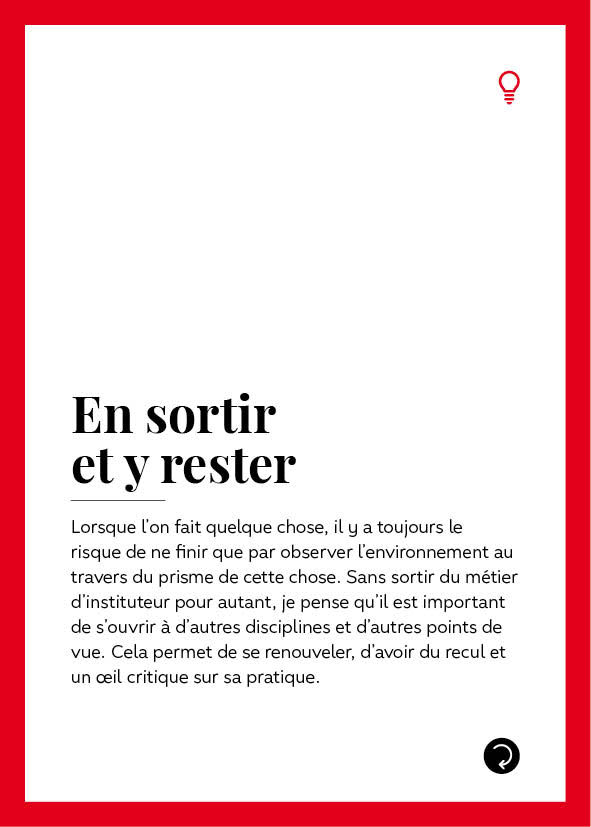 En sortir
et y rester
Lorsque l’on fait quelque chose, il y a toujours le
risque de ne finir que par observer l’environnement au
travers du prisme de cette chose. Sans sortir du métier
d’instituteur pour autant, je pense qu’il est important
de s’ouvrir à d’autres disciplines et d’autres points de
vue. Cela permet de se renouveler, d’avoir du recul et
un œil critique sur sa pratique.